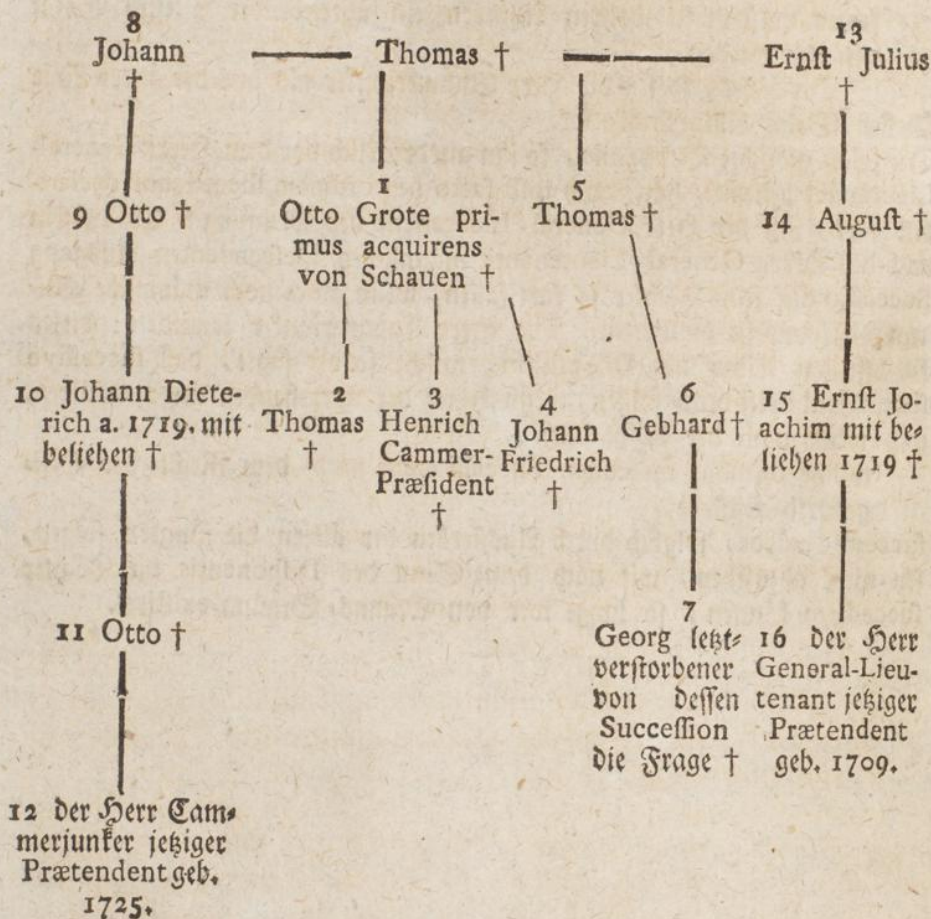 8
Johann
†
Thomas †
13
Ernst Julius
†
9 Otto †
1
Otto Grote pri-
mus acquirens
von Schauen †
5
Thomas †
14 August †
10 Johann Diete-
rich a. 1719. mit
beliehen †
2
Thomas
†
3
Henrich
Cammer-
Præsident
†
4
Johann
Friedrich
†
6
Gebhard †
15 Ernst Jo-
achim mit be-
liehen 1719 †
11 Otto †
7
Georg letzt-
verstorbener
von dessen
Succession
die Frage †
16 der Herr
General-Lieu-
tenant jetziger
Prætendent
geb. 1709.
12 der Herr Cam-
merjunker jetziger
Prætendent geb.
1725.